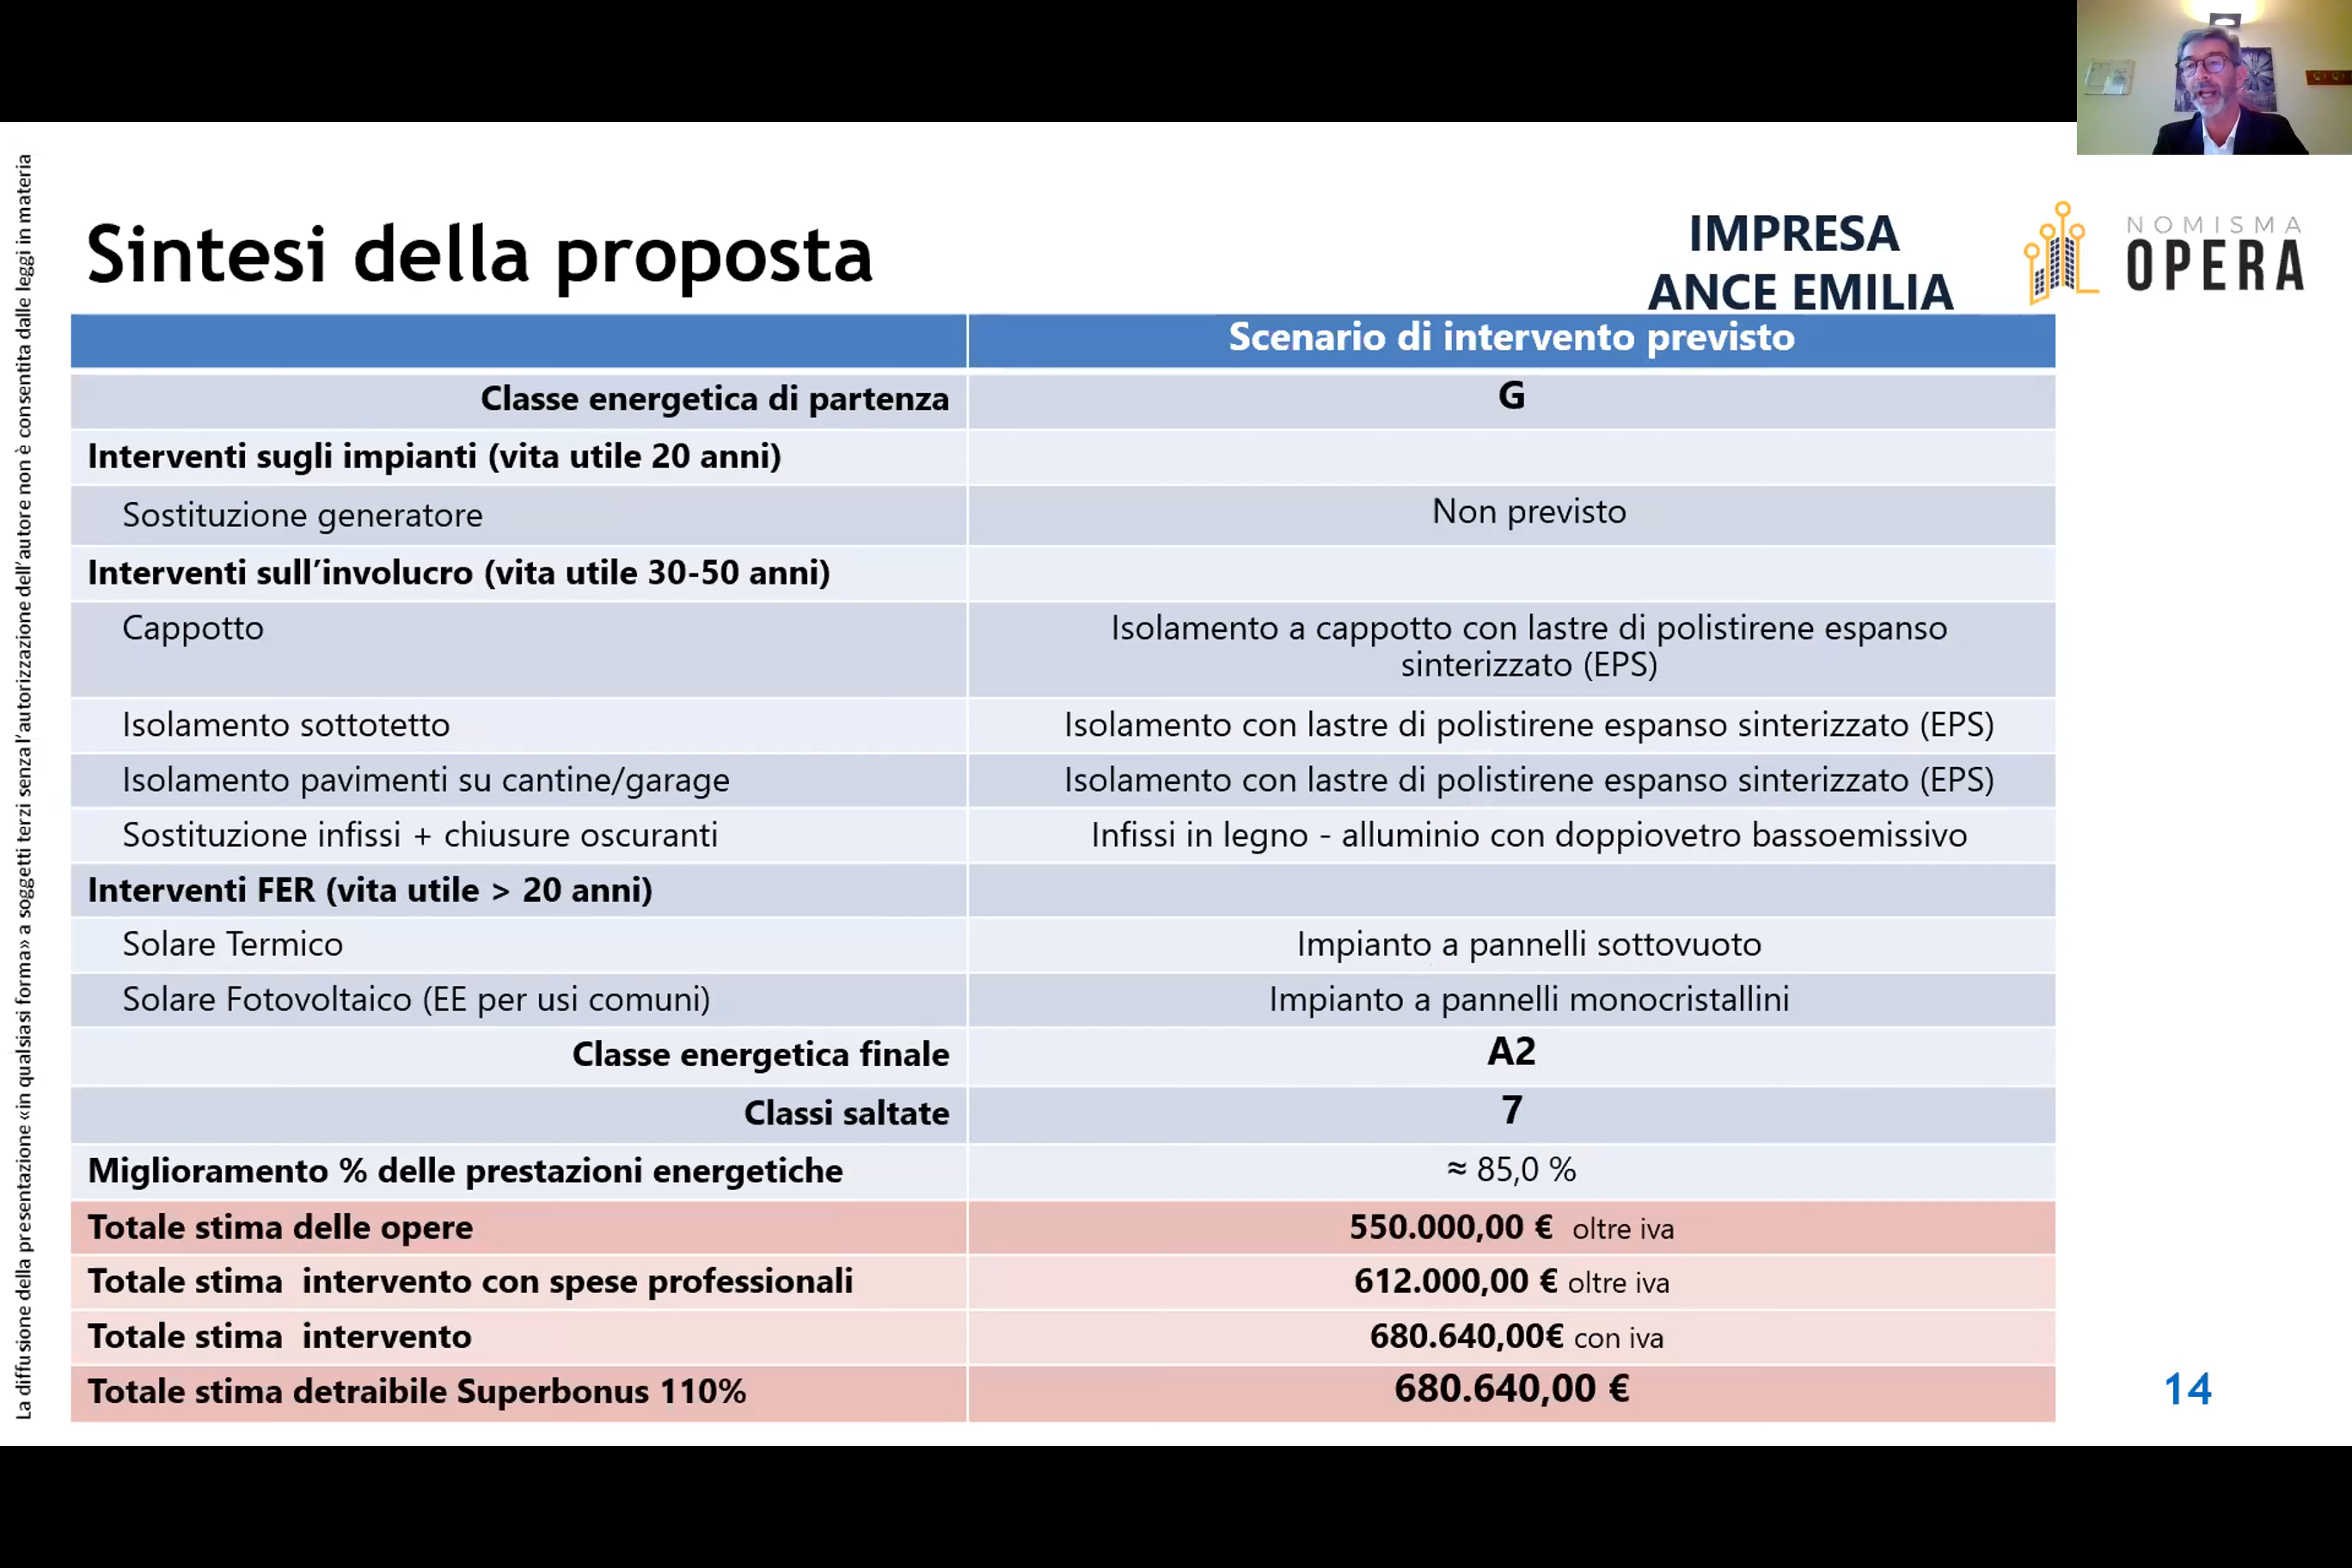 La diffusione della presentazione «in qualsiasi forma» a soggetti terzi senza l'autorizzazione dell'autore non è consentita dalle leggi in materia
Sintesi della proposta
IMPRESA
ANCE EMILIA
NOMISMA
OPERA
Scenario di intervento previsto
Classe energetica di partenza G
Interventi sugli impianti (vita utile 20 anni)
Sostituzione generatore Non previsto
Interventi sull'involucro (vita utile 30-50 anni)
Cappotto Isolamento a cappotto con lastre di polistirene espanso
sinterizzato (EPS)
Isolamento sottotetto Isolamento con lastre di polistirene espanso sinterizzato (EPS)
Isolamento pavimenti su cantine/garage Isolamento con lastre di polistirene espanso sinterizzato (EPS)
Sostituzione infissi + chiusure oscuranti Infissi in legno - alluminio con doppiovetro bassoemissivo
Interventi FER (vita utile > 20 anni)
Solare Termico Impianto a pannelli sottovuoto
Solare Fotovoltaico (EE per usi comuni) Impianto a pannelli monocristallini
Classe energetica finale A2
Classi saltate 7
Miglioramento % delle prestazioni energetiche ≈ 85,0 %
Totale stima delle opere 550.000,00 € oltre iva
Totale stima intervento con spese professionali 612.000,00 € oltre iva
Totale stima intervento 680.640,00€ con iva
Totale stima detraibile Superbonus 110% 680.640,00 €
14